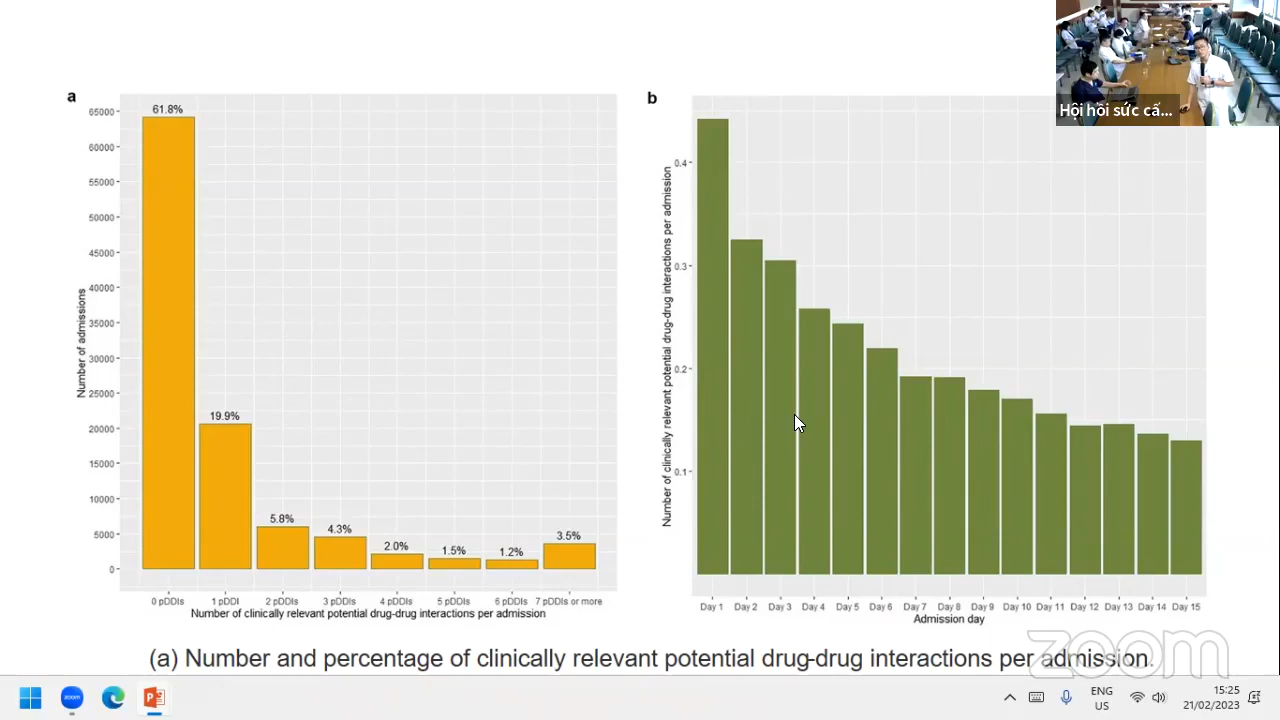 a
61.8%
65000
60000
55000
50000
45000
40000
35000
30000
25000
20000
15000
10000
5000
0
Number of admissions
19.9%
5.8%
4.3%
2.0%
1.5%
1.2%
3.5%
0 pDDIs 1 pDDI 2 pDDIs 3 pDDIs 4 pDDIs 5 pDDIs 6 pDDIs 7 pDDIs or more
Number of clinically relevant potential drug-drug interactions per admission
b
Number of clinically relevant potential drug-drug interactions per admission
0.4
0.3
0.2
0.1
Day 1 Day 2 Day 3 Day 4 Day 5 Day 6 Day 7 Day 8 Day 9 Day 10 Day 11 Day 12 Day 13 Day 14 Day 15
Admission day
Hội hồi sức cấ...
(a) Number and percentage of clinically relevant potential drug-drug interactions per admission.
zoom
zoom
ENG
US
15:25
21/02/2023